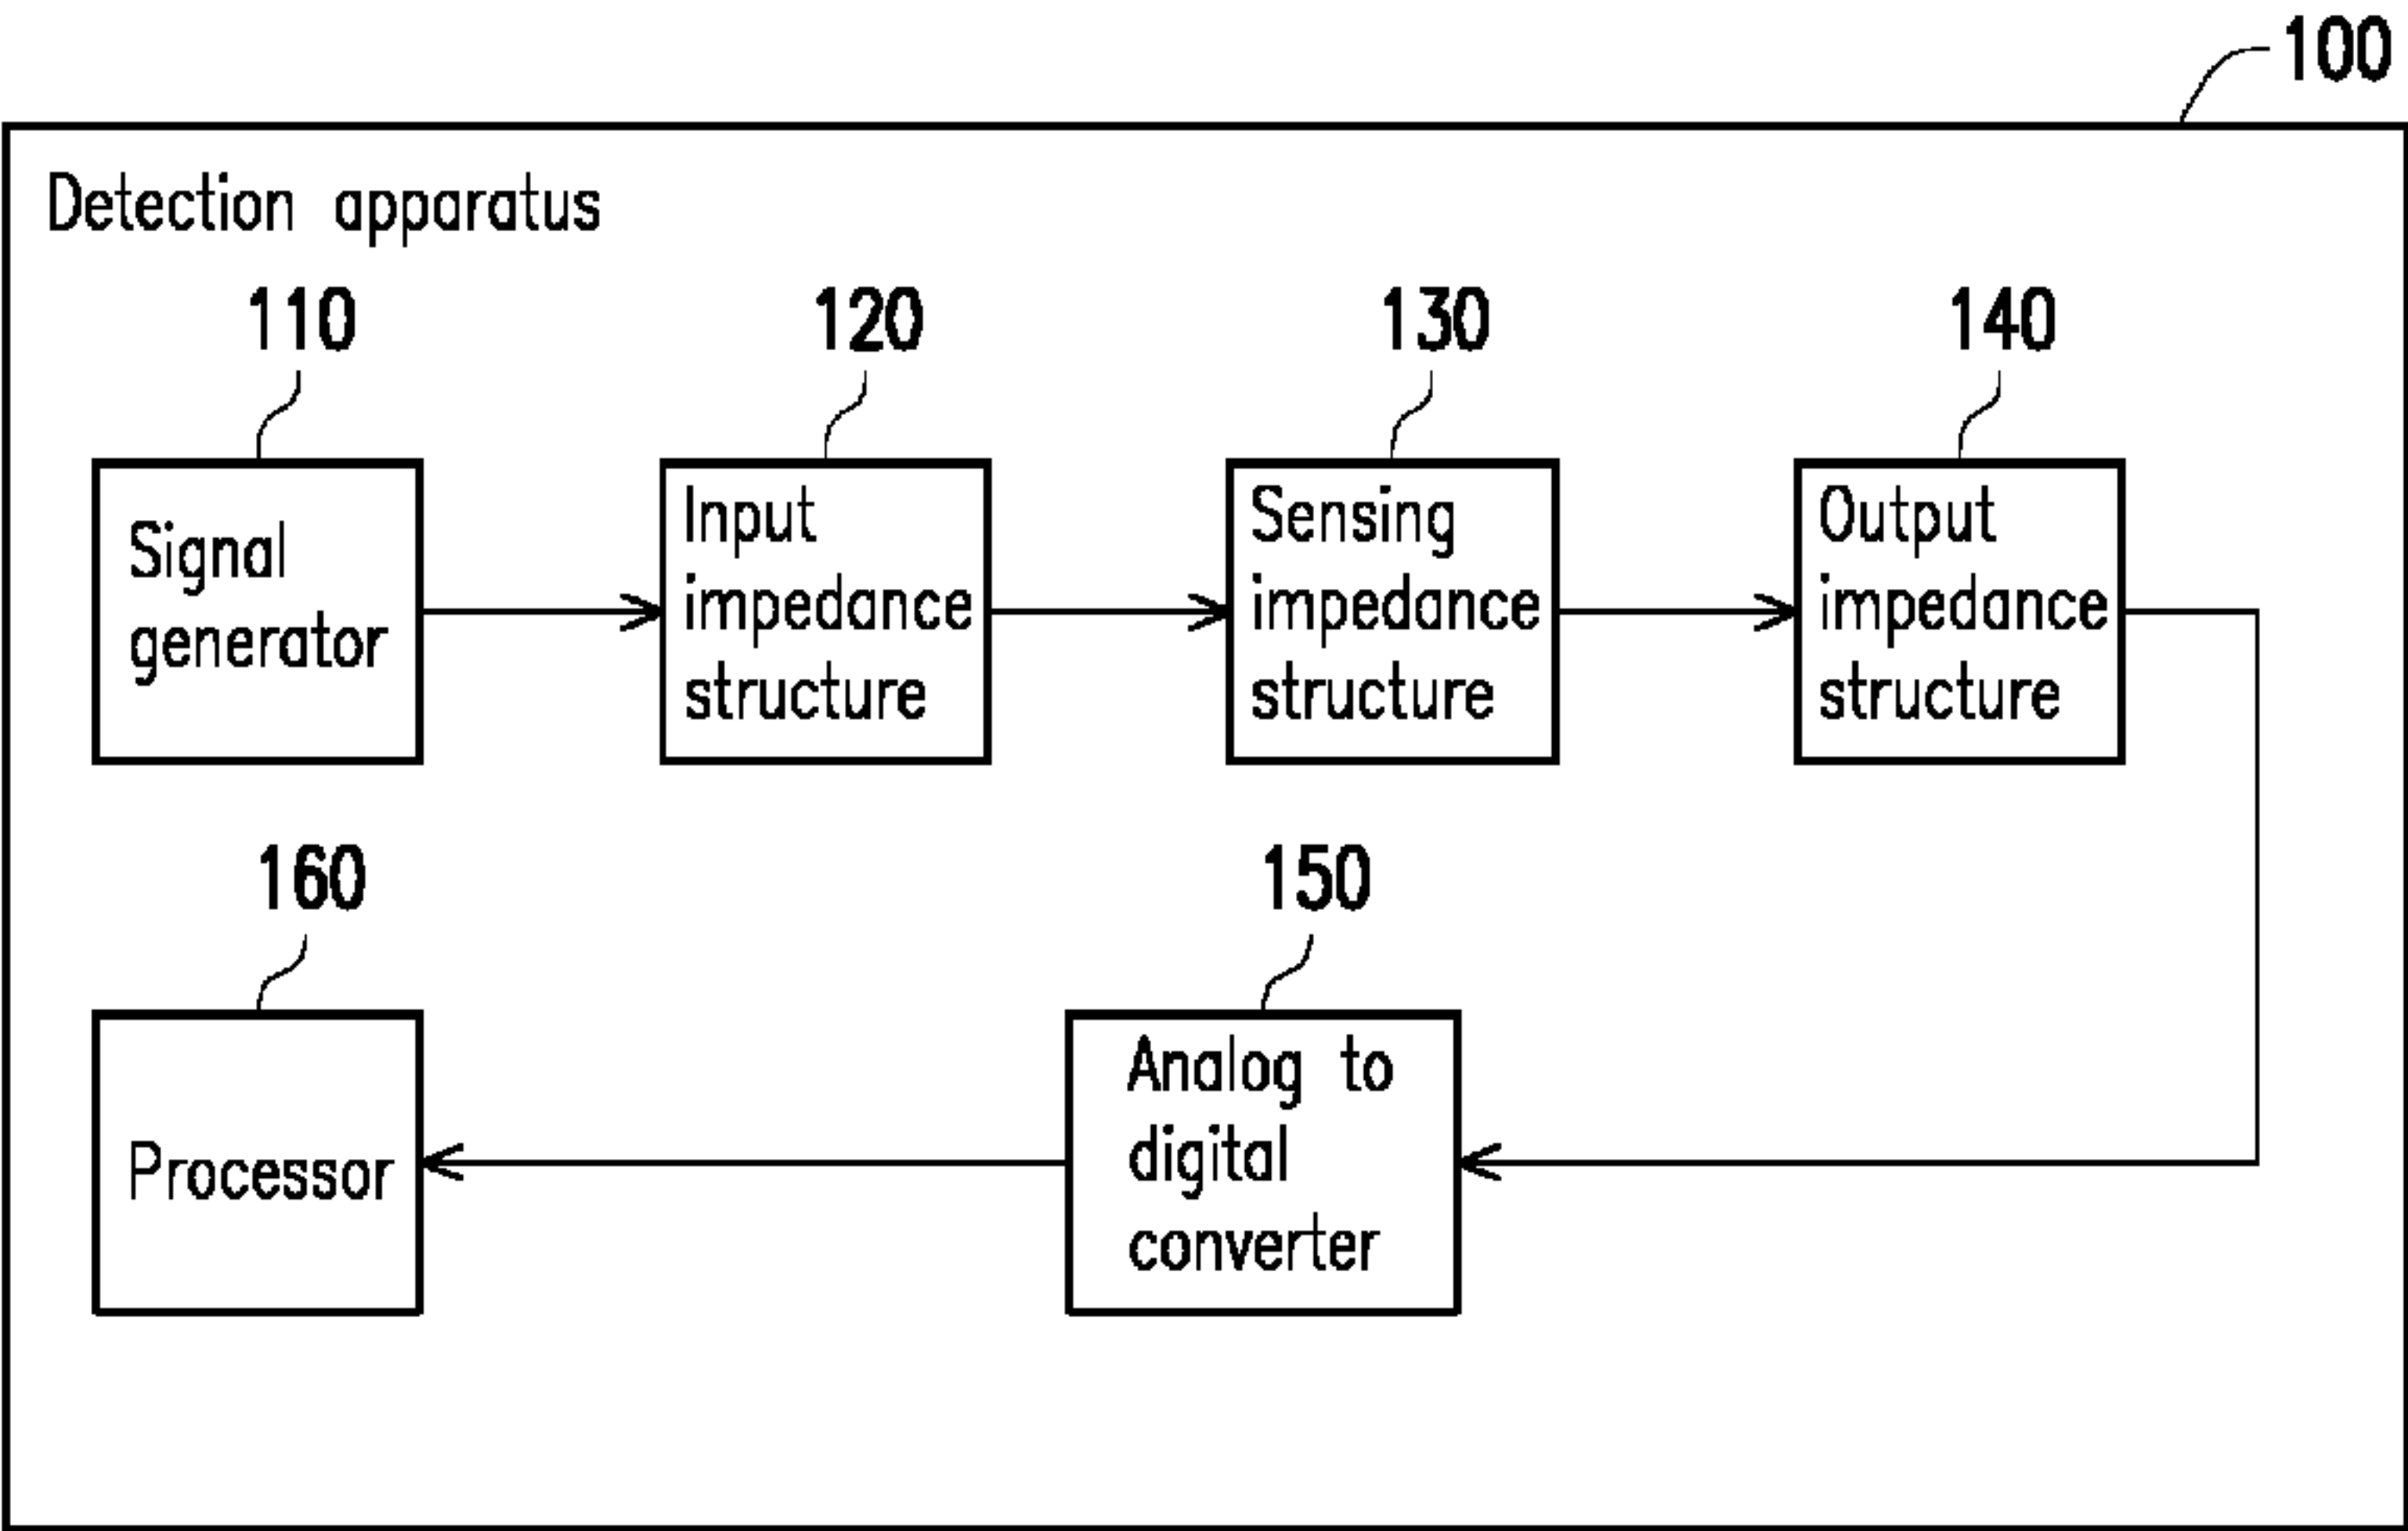 100
Detection apparatus
110
120
130
140
Signal
generator
Input
impedance
structure
Sensing
impedance
structure
Output
impedance
structure
160
150
Processor
Analog to
digital
converter